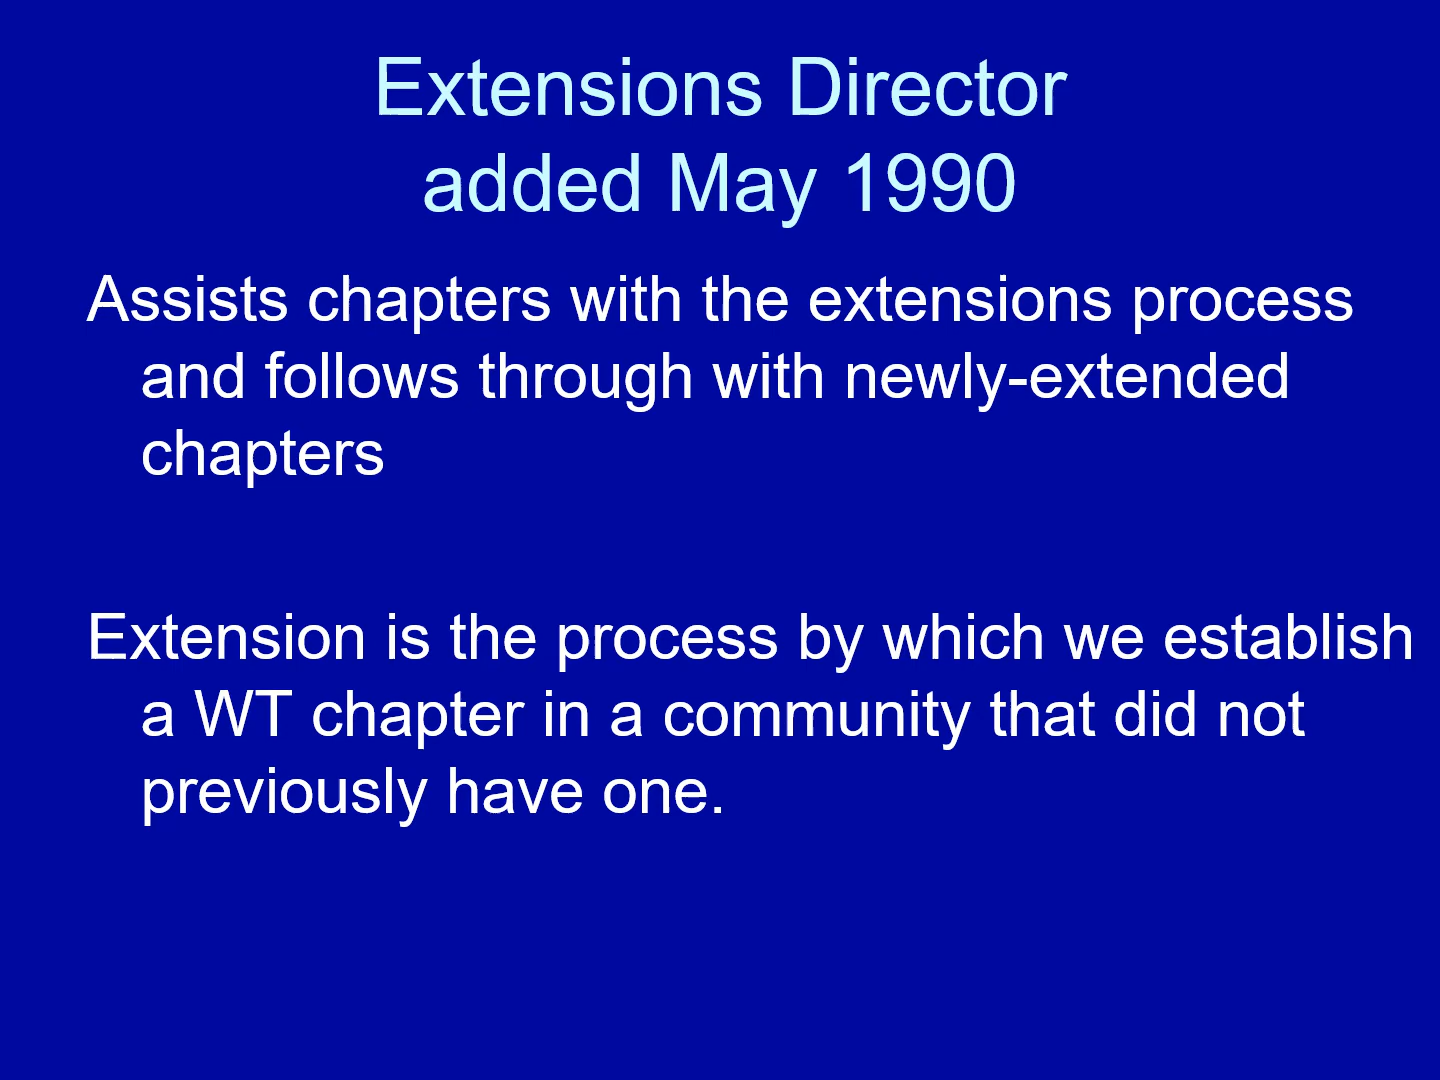 Extensions Director
added May 1990
Assists chapters with the extensions process
and follows through with newly-extended
chapters
Extension is the process by which we establish
a WT chapter in a community that did not
previously have one.